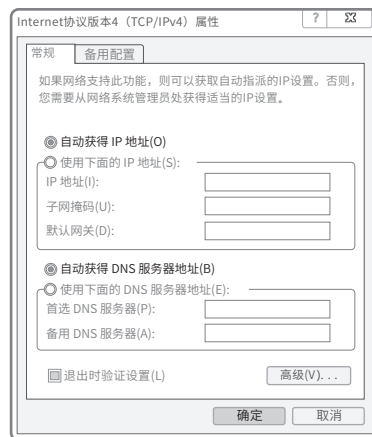 Internet协议版本4（TCP/IPv4）属性
?
常规
备用配置
如果网络支持此功能，则可以获取自动指派的IP设置。否则，
您需要从网络系统管理员处获得适当的IP设置。
自动获得 IP 地址(O)
使用下面的 IP 地址(S):
IP 地址(I):
子网掩码(U):
默认网关(D):
自动获得 DNS 服务器地址(B)
使用下面的 DNS 服务器地址(E):
首选 DNS 服务器(P):
备用 DNS 服务器(A):
退出时验证设置(L)
高级(V)...
确定
取消